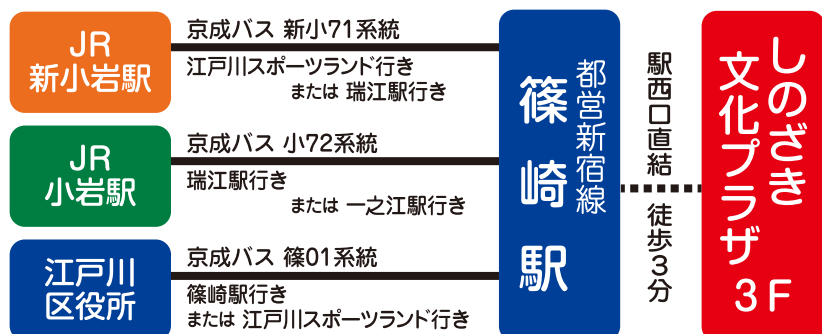 JR
新小岩駅
京成バス 新小71系統
江戸川スポーツランド行き
または 瑞江駅行き
JR
小岩駅
京成バス 小72系統
瑞江駅行き
または 一之江駅行き
江戸川
区役所
京成バス 篠01系統
篠崎駅行き
または 江戸川スポーツランド行き
都営新宿線
篠崎駅
駅西口直結
徒歩3分
しのざき
文化プラザ
3F